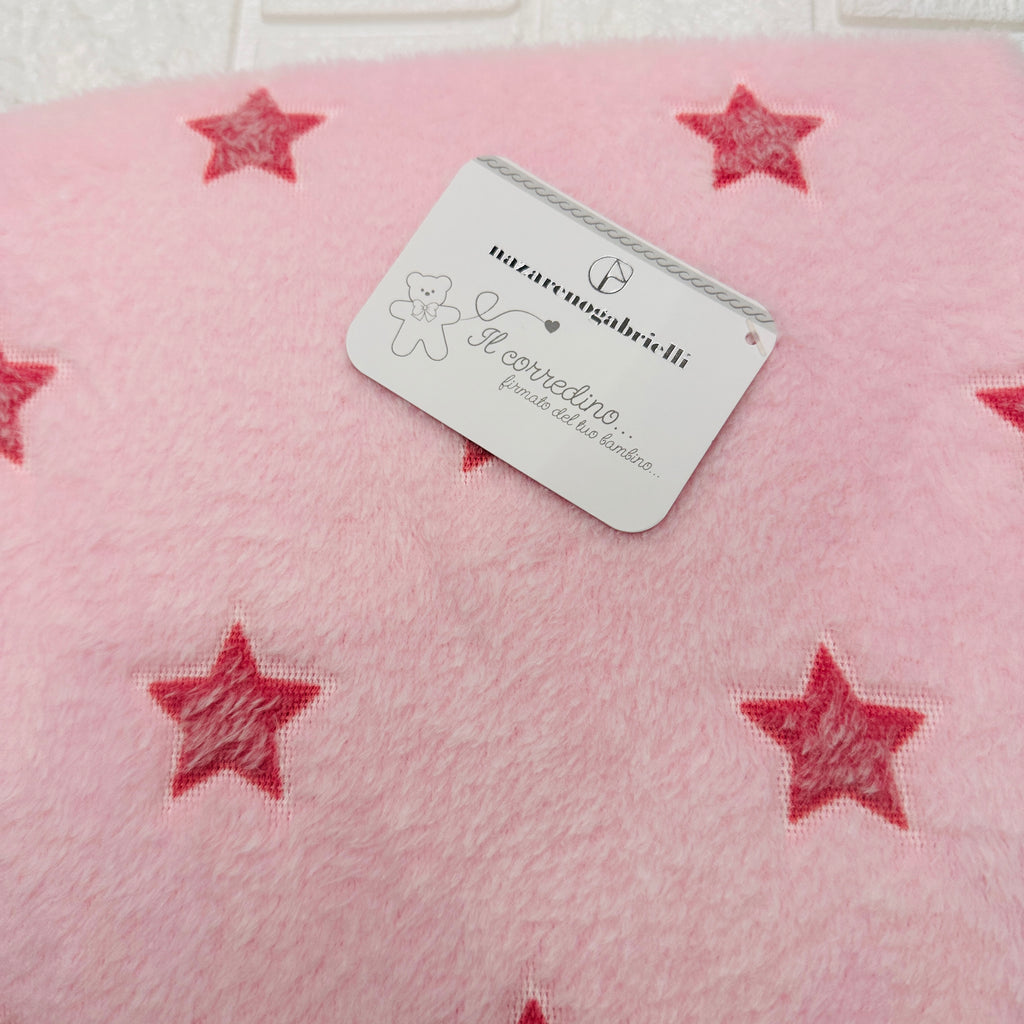 nazarenogabrielli
Il corredino...
firmato del tuo bambino...